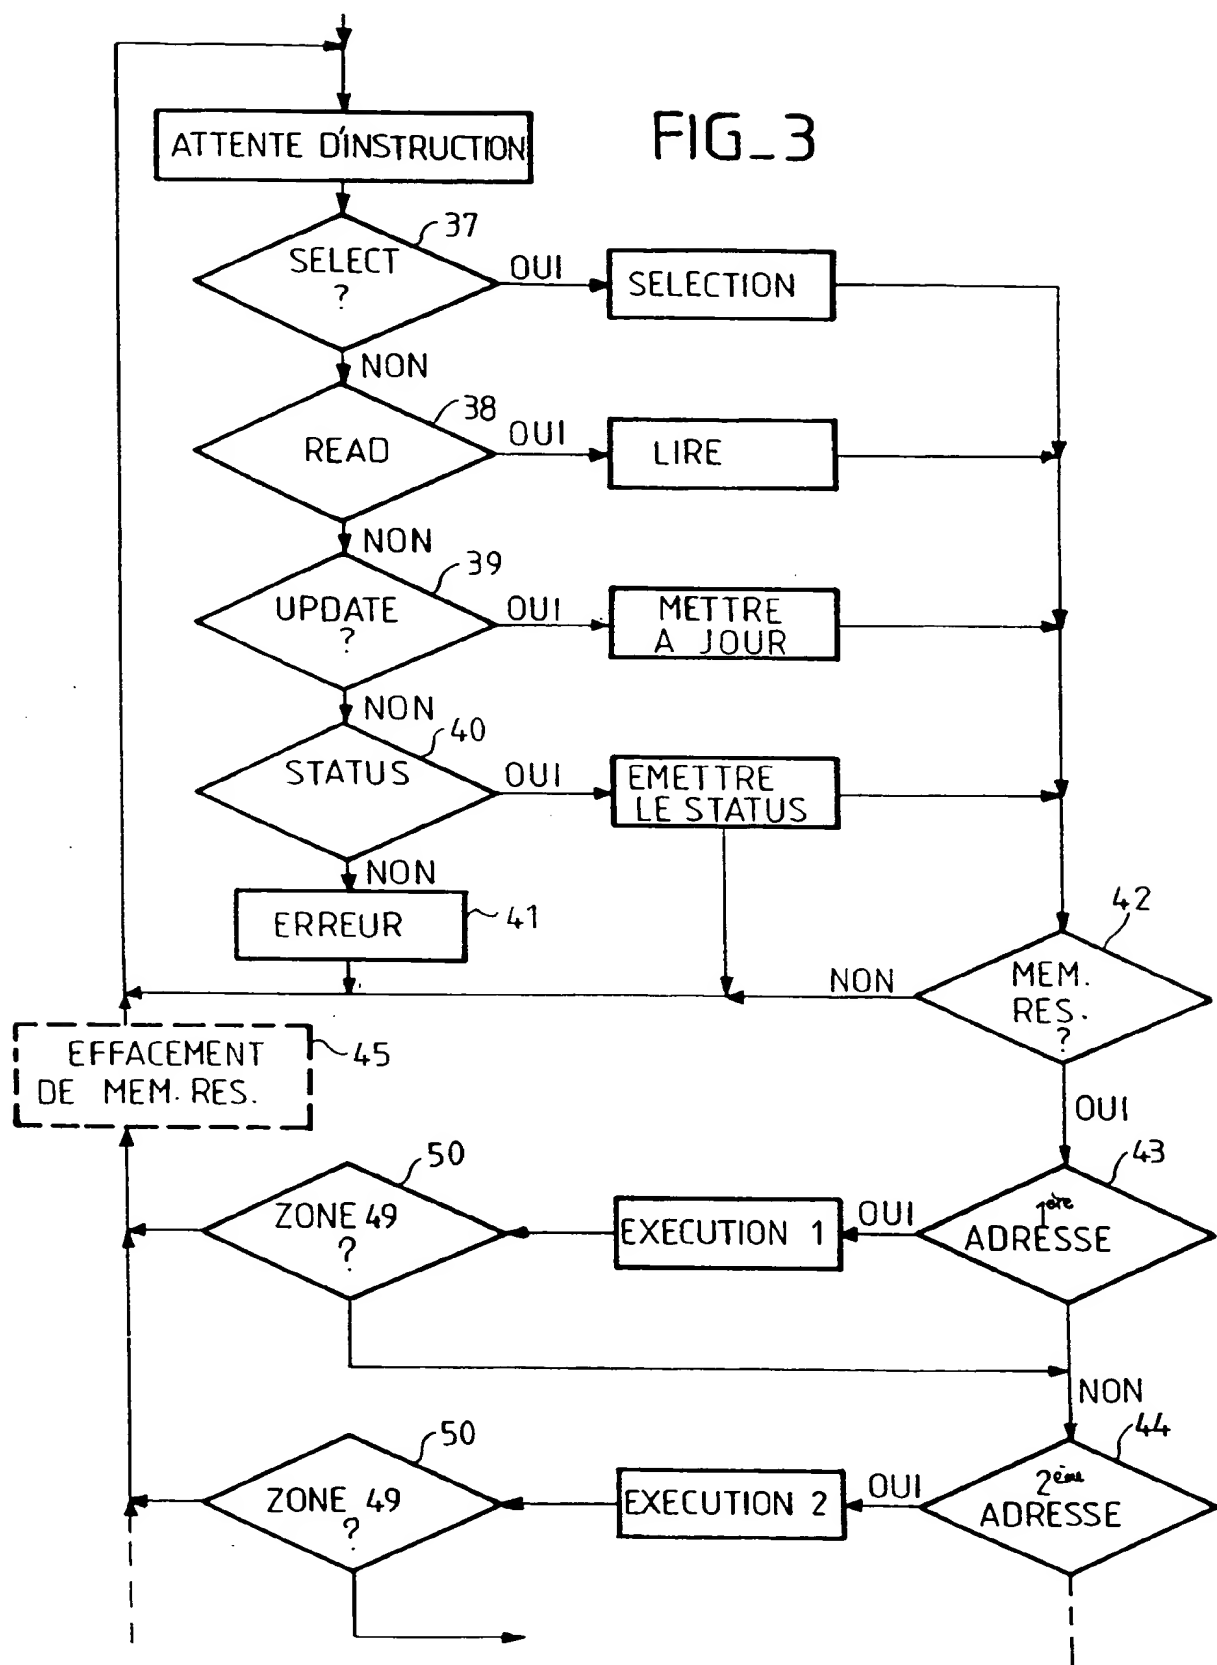 FIG_3
ATTENTE D'INSTRUCTION
37
SELECT
?
OUI
SELECTION
NON
38
READ
OUI
LIRE
NON
39
UPDATE
?
OUI
METTRE
A JOUR
NON
40
STATUS
OUI
EMETTRE
LE STATUS
NON
ERREUR
41
42
MEM.
RES.
?
NON
OUI
EFFACEMENT
DE MEM. RES.
45
43
1ère
ADRESSE
OUI
EXECUTION 1
50
ZONE 49
?
NON
44
2ème
ADRESSE
OUI
EXECUTION 2
50
ZONE 49
?